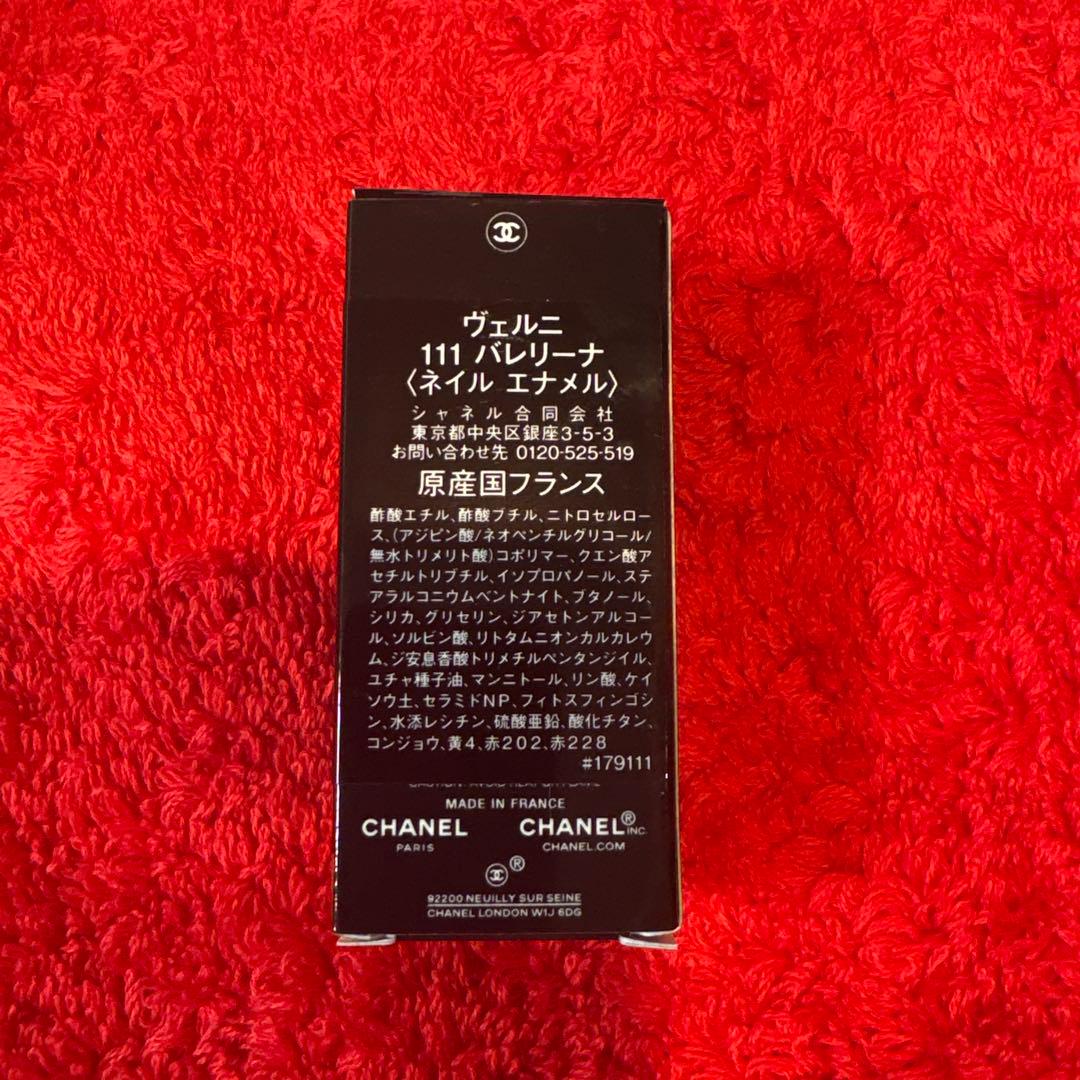 ヴェルニ
111 バレリーナ
〈ネイル エナメル〉
シャネル合同会社
東京都中央区銀座3-5-3
お問い合わせ先 0120-525-519
原産国フランス
酢酸エチル、酢酸ブチル、ニトロセルロー
ス、(アジピン酸/ネオペンチルグリコール/
無水トリメリト酸)コポリマー、クエン酸ア
セチルトリブチル、イソプロパノール、ステ
アラルコニウムベントナイト、ブタノール、
シリカ、グリセリン、ジアセトンアルコー
ル、ソルビン酸、リトタムニオンカルカレウ
ム、ジ安息香酸トリメチルペンタンジイル、
ユチャ種子油、マンニトール、リン酸、ケイ
ソウ土、セラミドNP、フィトスフィンゴシ
ン、水添レシチン、硫酸亜鉛、酸化チタン、
コンジョウ、黄4、赤202、赤228
#179111
MADE IN FRANCE
CHANEL CHANEL® INC.
PARIS CHANEL.COM
®
92200 NEUILLY SUR SEINE
CHANEL LONDON W1J 6DG